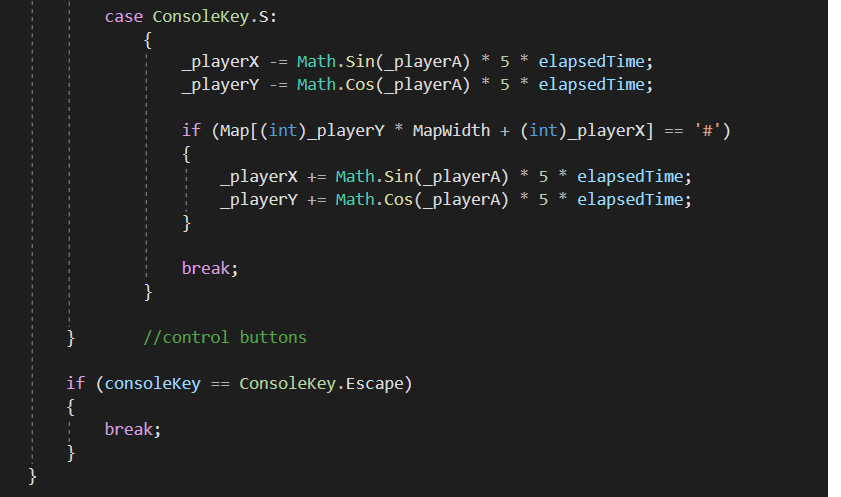 case ConsoleKey.S:
{
_playerX -= Math.Sin(_playerA) * 5 * elapsedTime;
_playerY -= Math.Cos(_playerA) * 5 * elapsedTime;
if (Map[(int)_playerY * MapWidth + (int)_playerX] == '#')
{
_playerX += Math.Sin(_playerA) * 5 * elapsedTime;
_playerY += Math.Cos(_playerA) * 5 * elapsedTime;
}
break;
}
} //control buttons
if (consoleKey == ConsoleKey.Escape)
{
break;
}
}